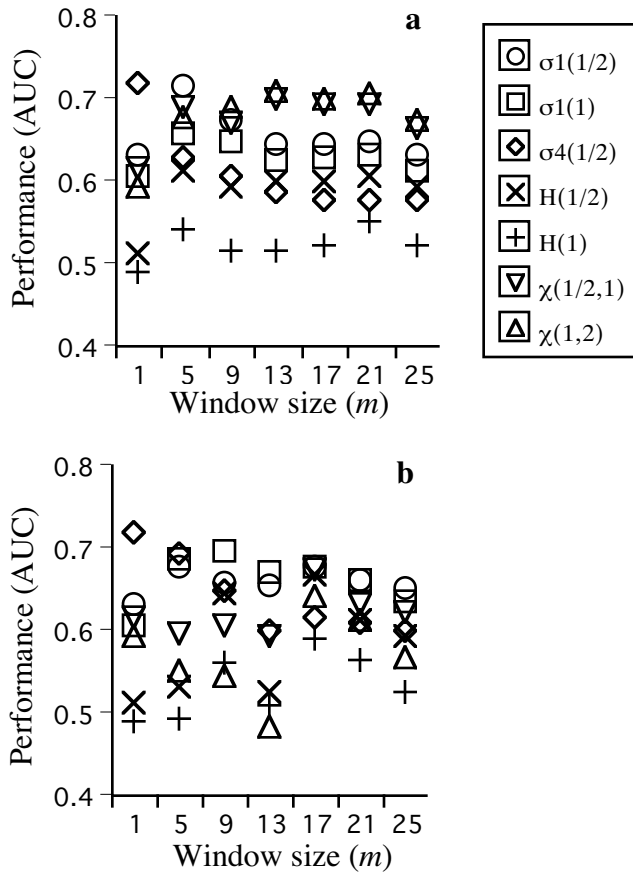 a
0.8
0.7
0.6
0.5
0.4
Performance (AUC)
1 5 9 13 17 21 25
Window size (m)
σ1(1/2)
σ1(1)
σ4(1/2)
H(1/2)
H(1)
χ(1/2,1)
χ(1,2)
b
0.8
0.7
0.6
0.5
0.4
Performance (AUC)
1 5 9 13 17 21 25
Window size (m)